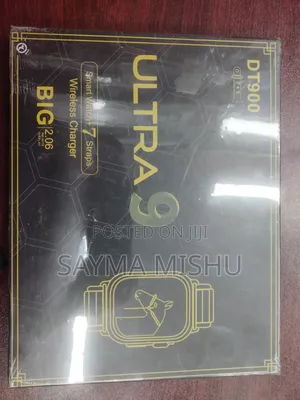 DT900
ULTRA 9
Smart Watch + 7 Straps
Wireless Charger
BIG 2.06
POSTED ON JIJI
SAYMA MISHU